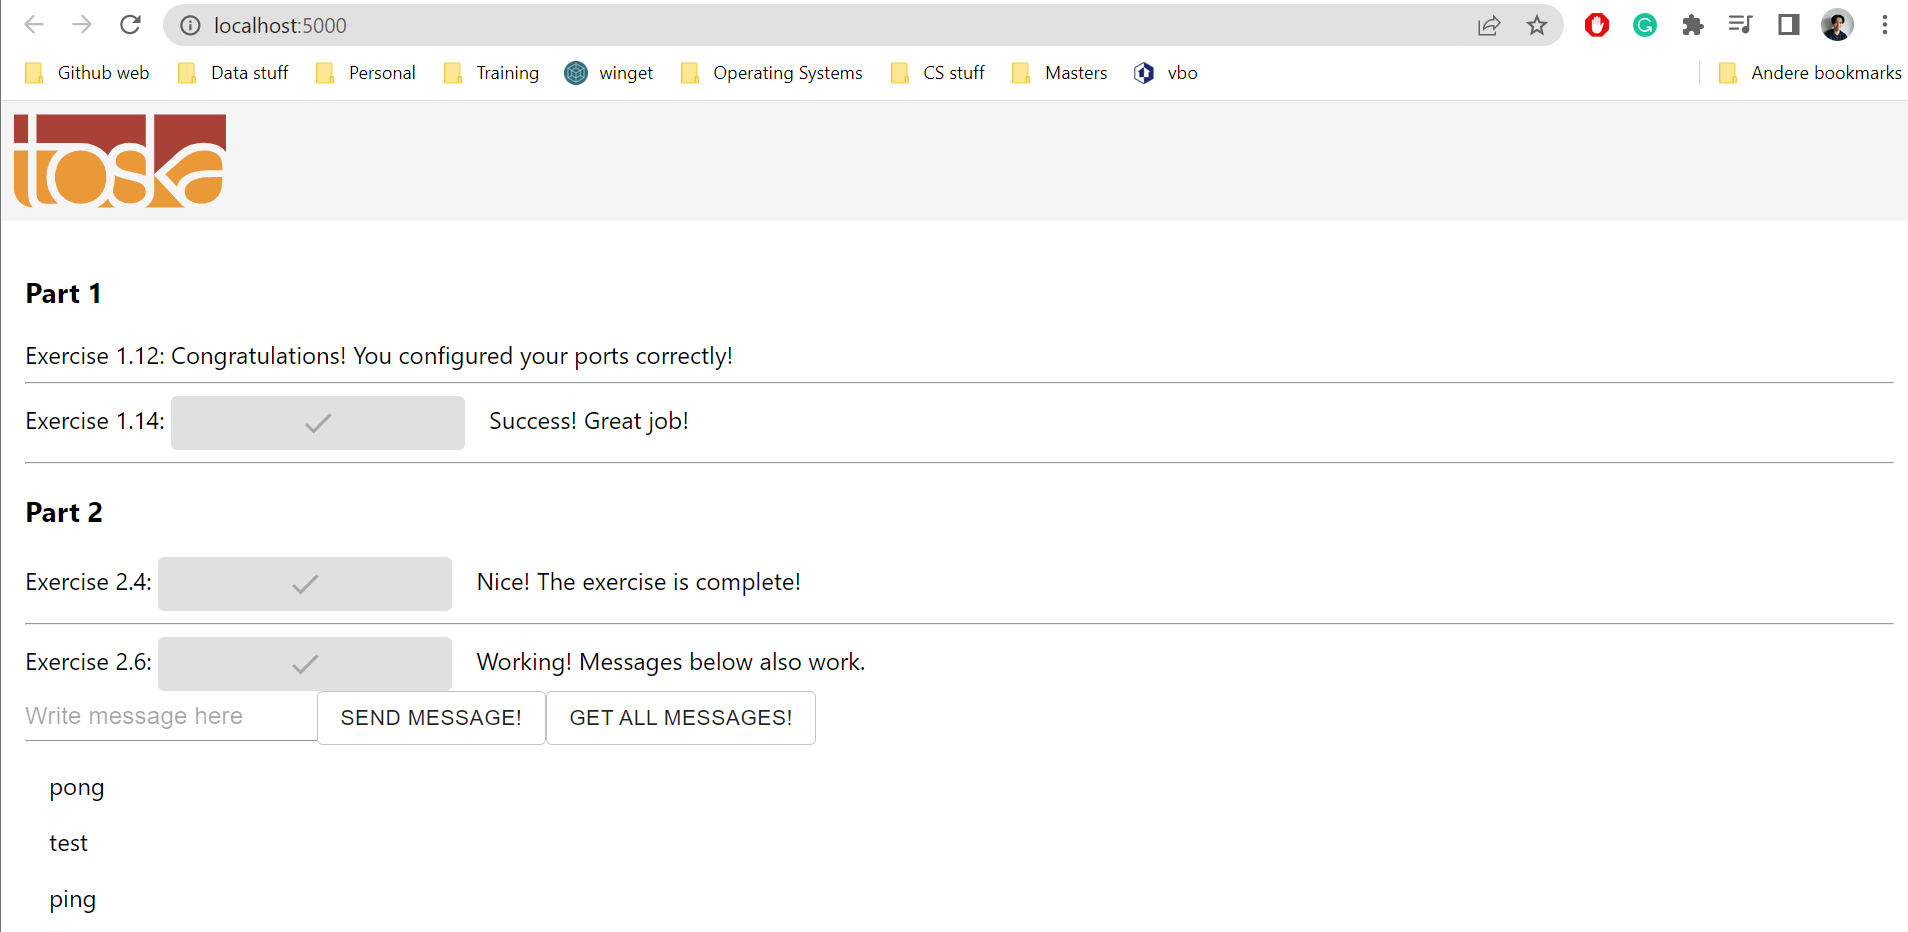 localhost:5000
Github web Data stuff Personal Training winget Operating Systems CS stuff Masters vbo Andere bookmarks
toska
Part 1
Exercise 1.12: Congratulations! You configured your ports correctly!
Exercise 1.14: Success! Great job!
Part 2
Exercise 2.4: Nice! The exercise is complete!
Exercise 2.6: Working! Messages below also work.
Write message here SEND MESSAGE! GET ALL MESSAGES!
pong
test
ping